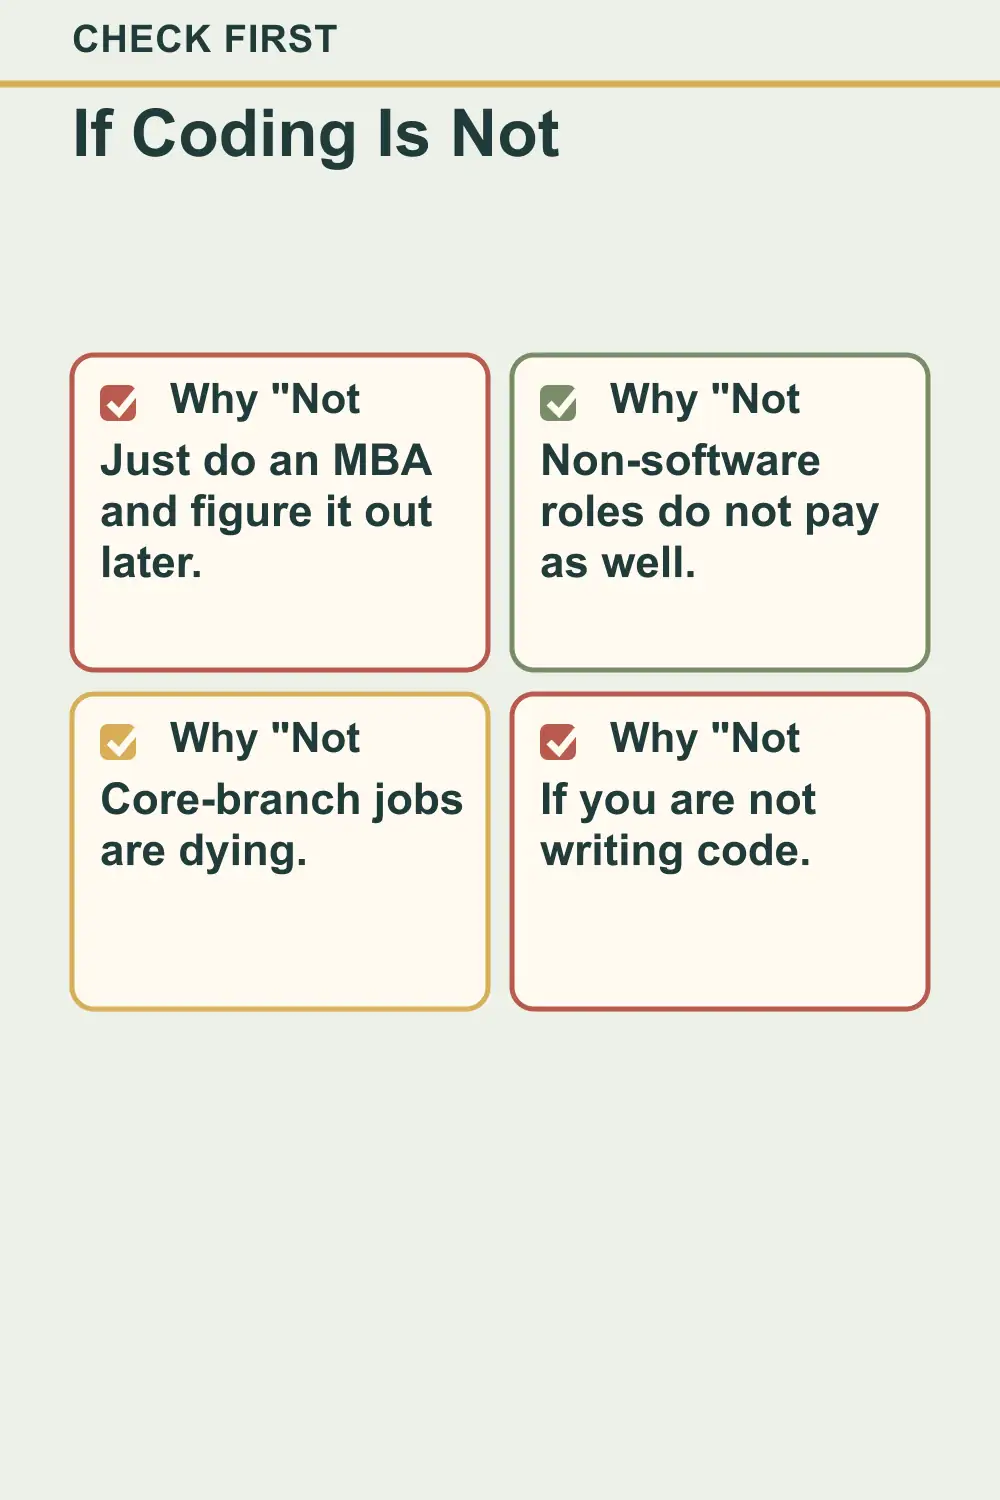 CHECK FIRST
If Coding Is Not
Why "Not
Just do an MBA
and figure it out
later.
Why "Not
Non-software
roles do not pay
as well.
Why "Not
Core-branch jobs
are dying.
Why "Not
If you are not
writing code.